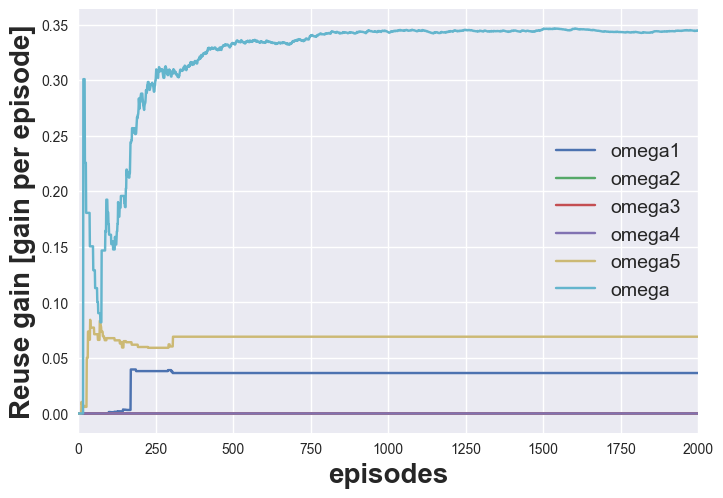 Reuse gain [gain per episode]
0.35
0.30
0.25
0.20
0.15
0.10
0.05
0.00
omega1
omega2
omega3
omega4
omega5
omega
0 250 500 750 1000 1250 1500 1750 2000
episodes